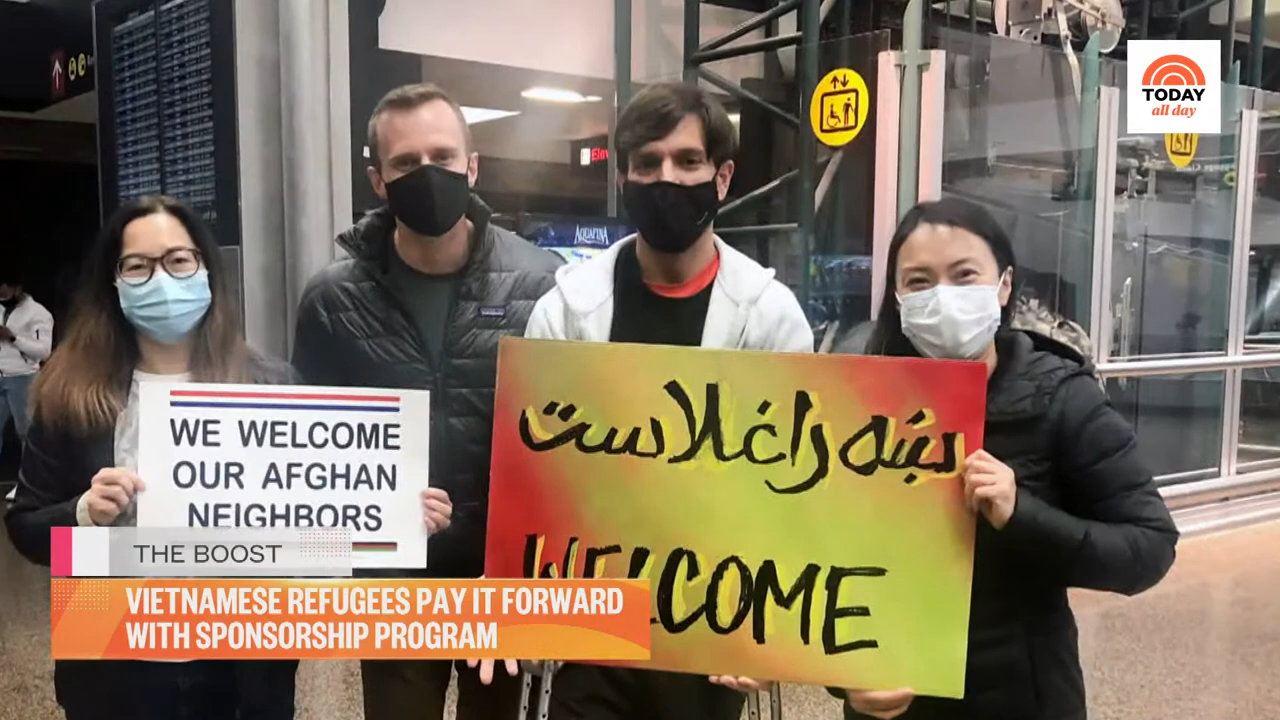 TODAY
all day
AQUAFINA
WE WELCOME
OUR AFGHAN
NEIGHBORS
راغلاست
WELCOME
THE BOOST
VIETNAMESE REFUGEES PAY IT FORWARD
WITH SPONSORSHIP PROGRAM